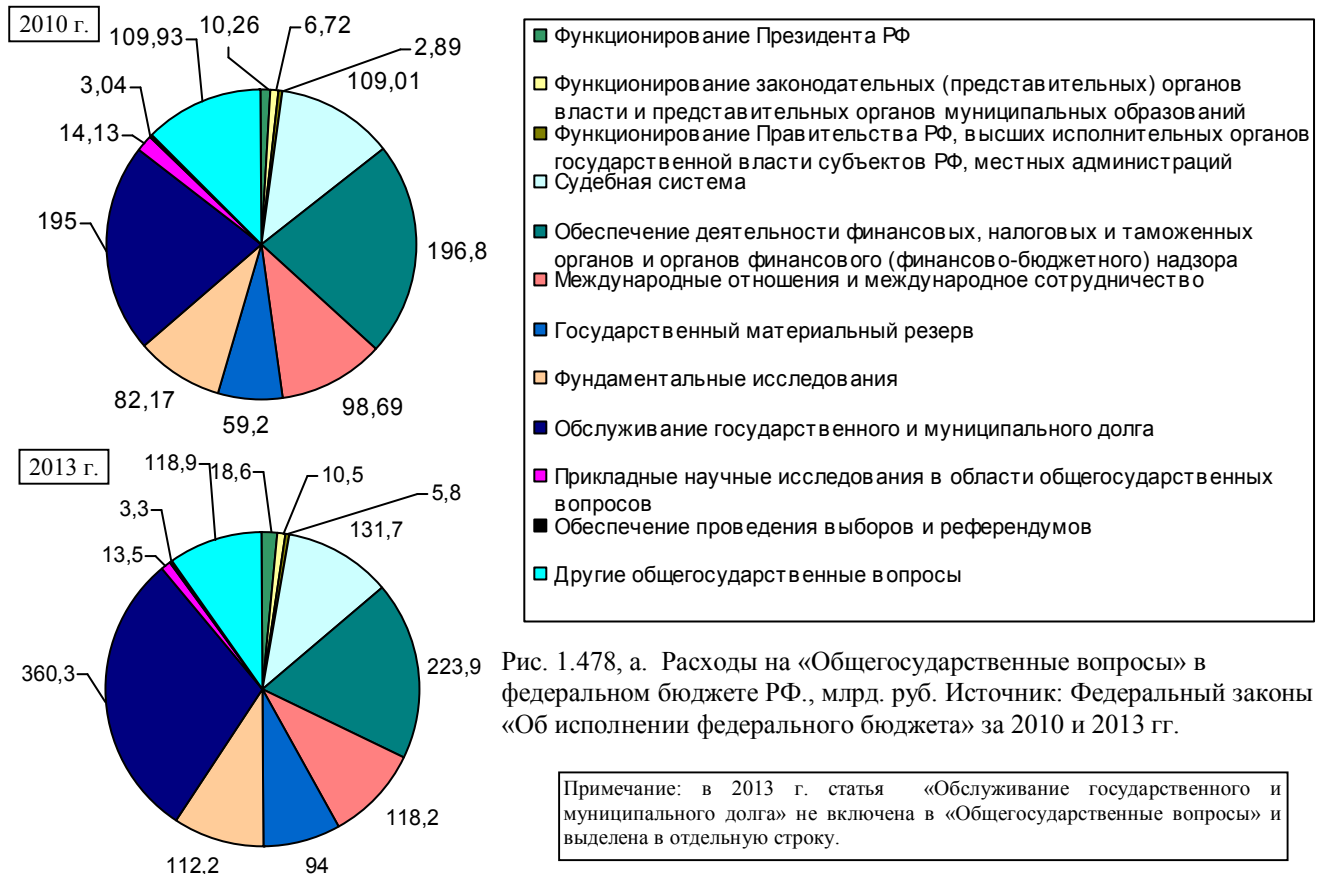 2010 г.
109,93
10,26
6,72
2,89
109,01
3,04
14,13
195
196,8
82,17
59,2
98,69
Функционирование Президента РФ
Функционирование законодательных (представительных) органов
власти и представительных органов муниципальных образований
Функционирование Правительства РФ, высших исполнительных органов
государственной власти субъектов РФ, местных администраций
Судебная система
Обеспечение деятельности финансовых, налоговых и таможенных
органов и органов финансового (финансово-бюджетного) надзора
Международные отношения и международное сотрудничество
Государственный материальный резерв
Фундаментальные исследования
Обслуживание государственного и муниципального долга
Прикладные научные исследования в области общегосударственных
вопросов
Обеспечение проведения выборов и референдумов
Другие общегосударственные вопросы
2013 г.
118,9
18,6
10,5
5,8
131,7
3,3
13,5
360,3
223,9
118,2
112,2
94
Рис. 1.478, а. Расходы на «Общегосударственные вопросы» в
федеральном бюджете РФ., млрд. руб. Источник: Федеральный законы
«Об исполнении федерального бюджета» за 2010 и 2013 гг.
Примечание: в 2013 г. статья «Обслуживание государственного и
муниципального долга» не включена в «Общегосударственные вопросы» и
выделена в отдельную строку.